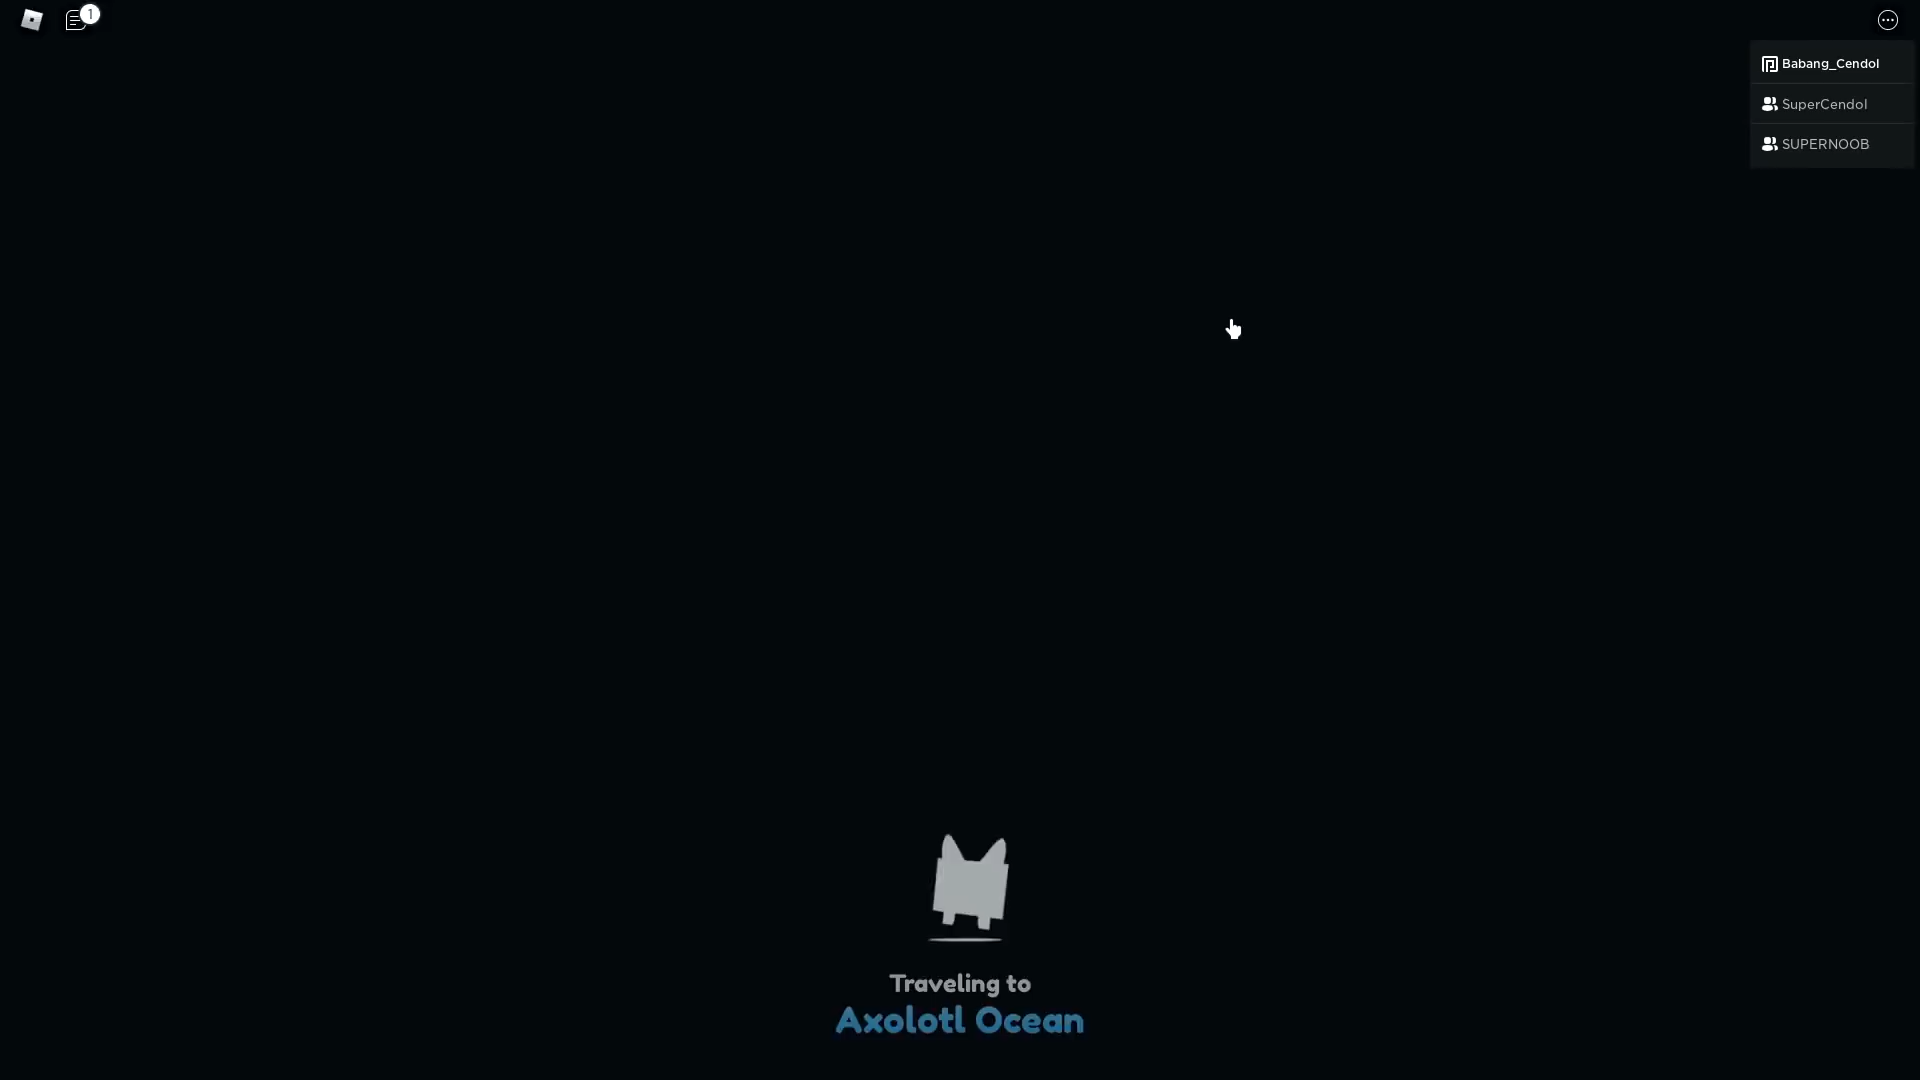 1
Babang_Cendol
SuperCendol
SUPERNOOB
Traveling to
Axolotl Ocean